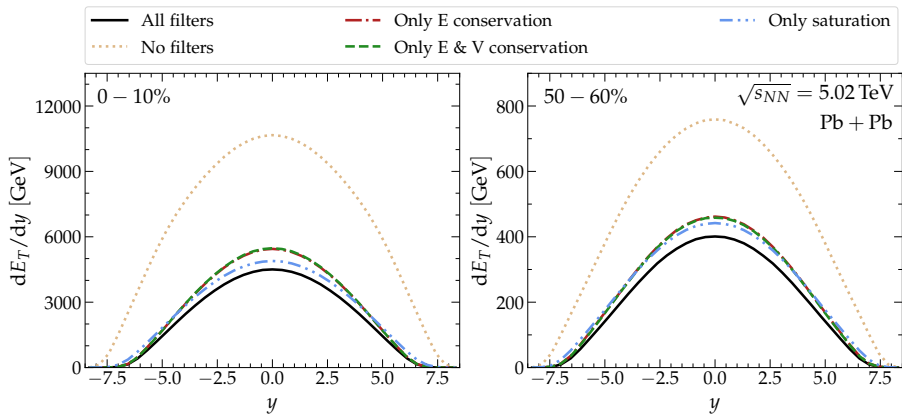 All filters
No filters
Only E conservation
Only E & V conservation
Only saturation
0 − 10%
dE_T/dy [GeV]
12000
9000
6000
3000
0
−7.5 −5.0 −2.5 0.0 2.5 5.0 7.5
y
50 − 60%
√s_NN = 5.02 TeV
Pb + Pb
dE_T/dy [GeV]
800
600
400
200
0
−7.5 −5.0 −2.5 0.0 2.5 5.0 7.5
y